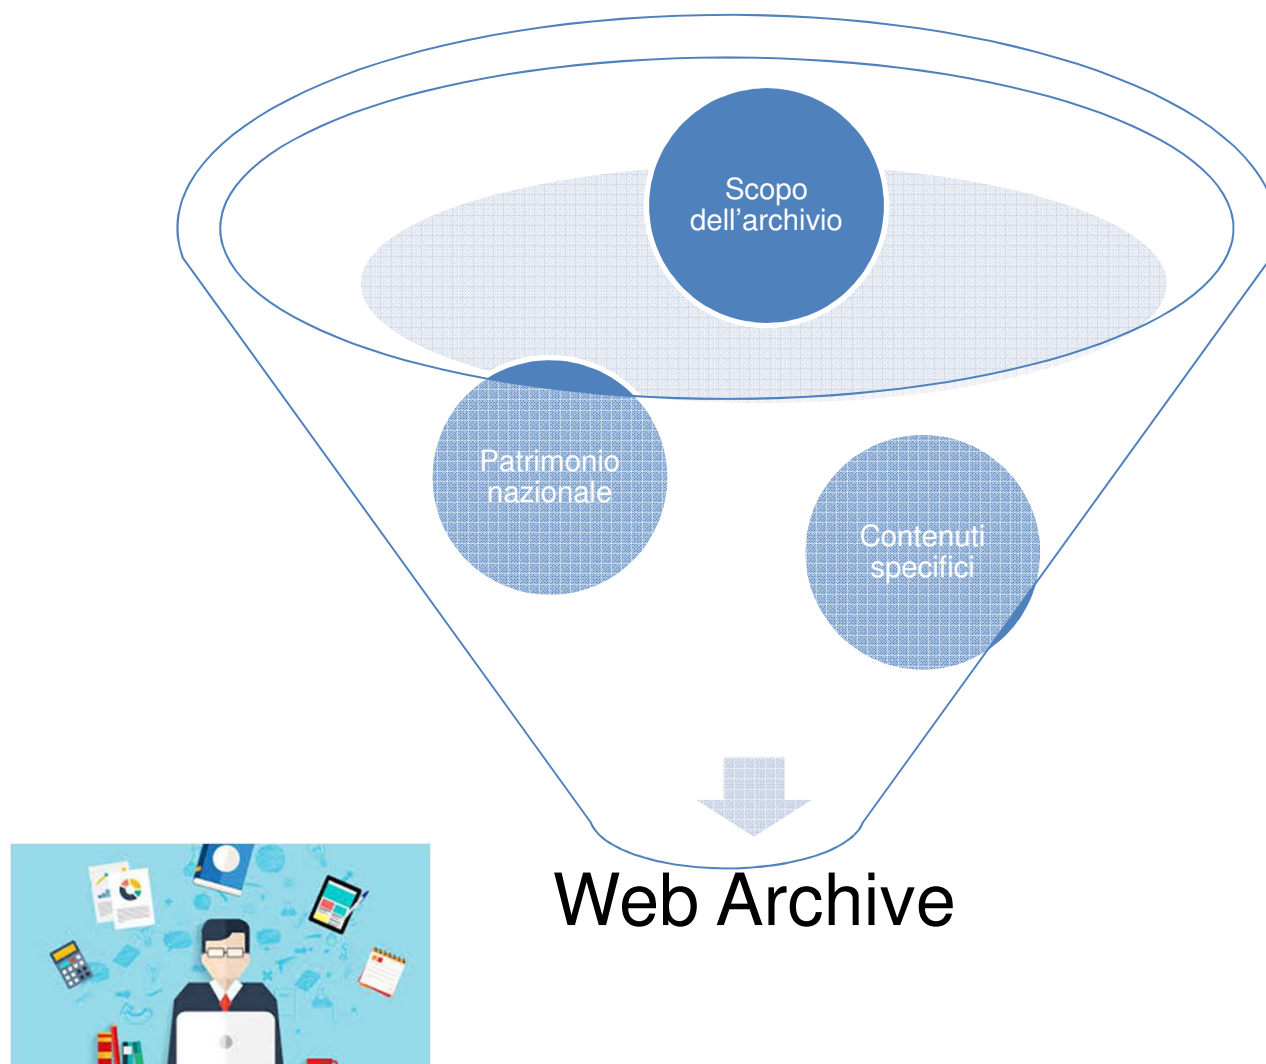 Scopo
dell’archivio
Patrimonio
nazionale
Contenuti
specifici
Web Archive